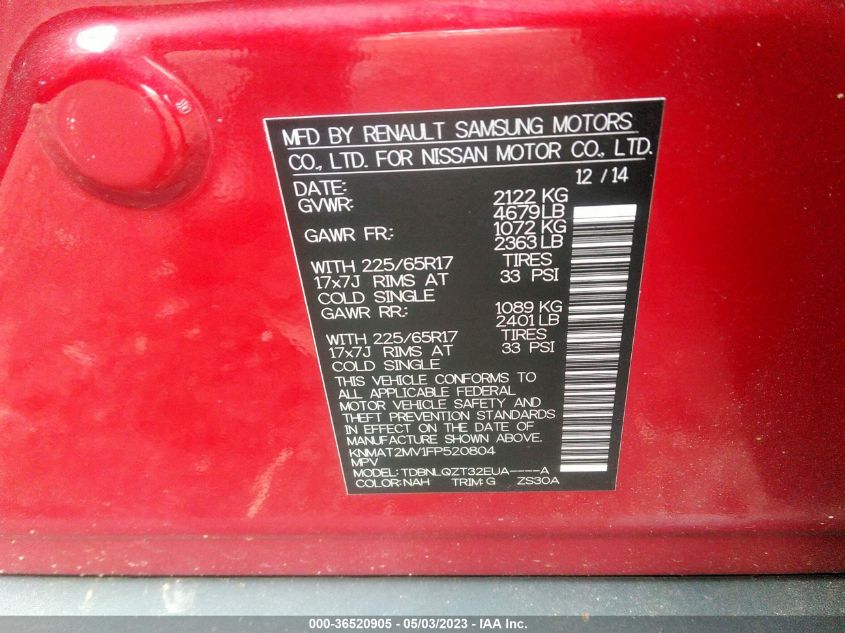 MFD BY RENAULT SAMSUNG MOTORS
CO., LTD. FOR NISSAN MOTOR CO., LTD.
DATE: 12 / 14
GVWR: 2122 KG
4679LB
GAWR FR.: 1072 KG
2363 LB
WITH 225/65R17 TIRES
17x7J RIMS AT 33 PSI
COLD SINGLE
GAWR RR.: 1089 KG
2401 LB
WITH 225/65R17 TIRES
17x7J RIMS AT 33 PSI
COLD SINGLE
THIS VEHICLE CONFORMS TO
ALL APPLICABLE FEDERAL
MOTOR VEHICLE SAFETY AND
THEFT PREVENTION STANDARDS
IN EFFECT ON THE DATE OF
MANUFACTURE SHOWN ABOVE.
KNMAT2MV1FP520804
MPV
MODEL: TDBNLQZT32EUA----A
COLOR: NAH TRIM: G ZS30A
000-36520905 - 05/03/2023 - IAA Inc.